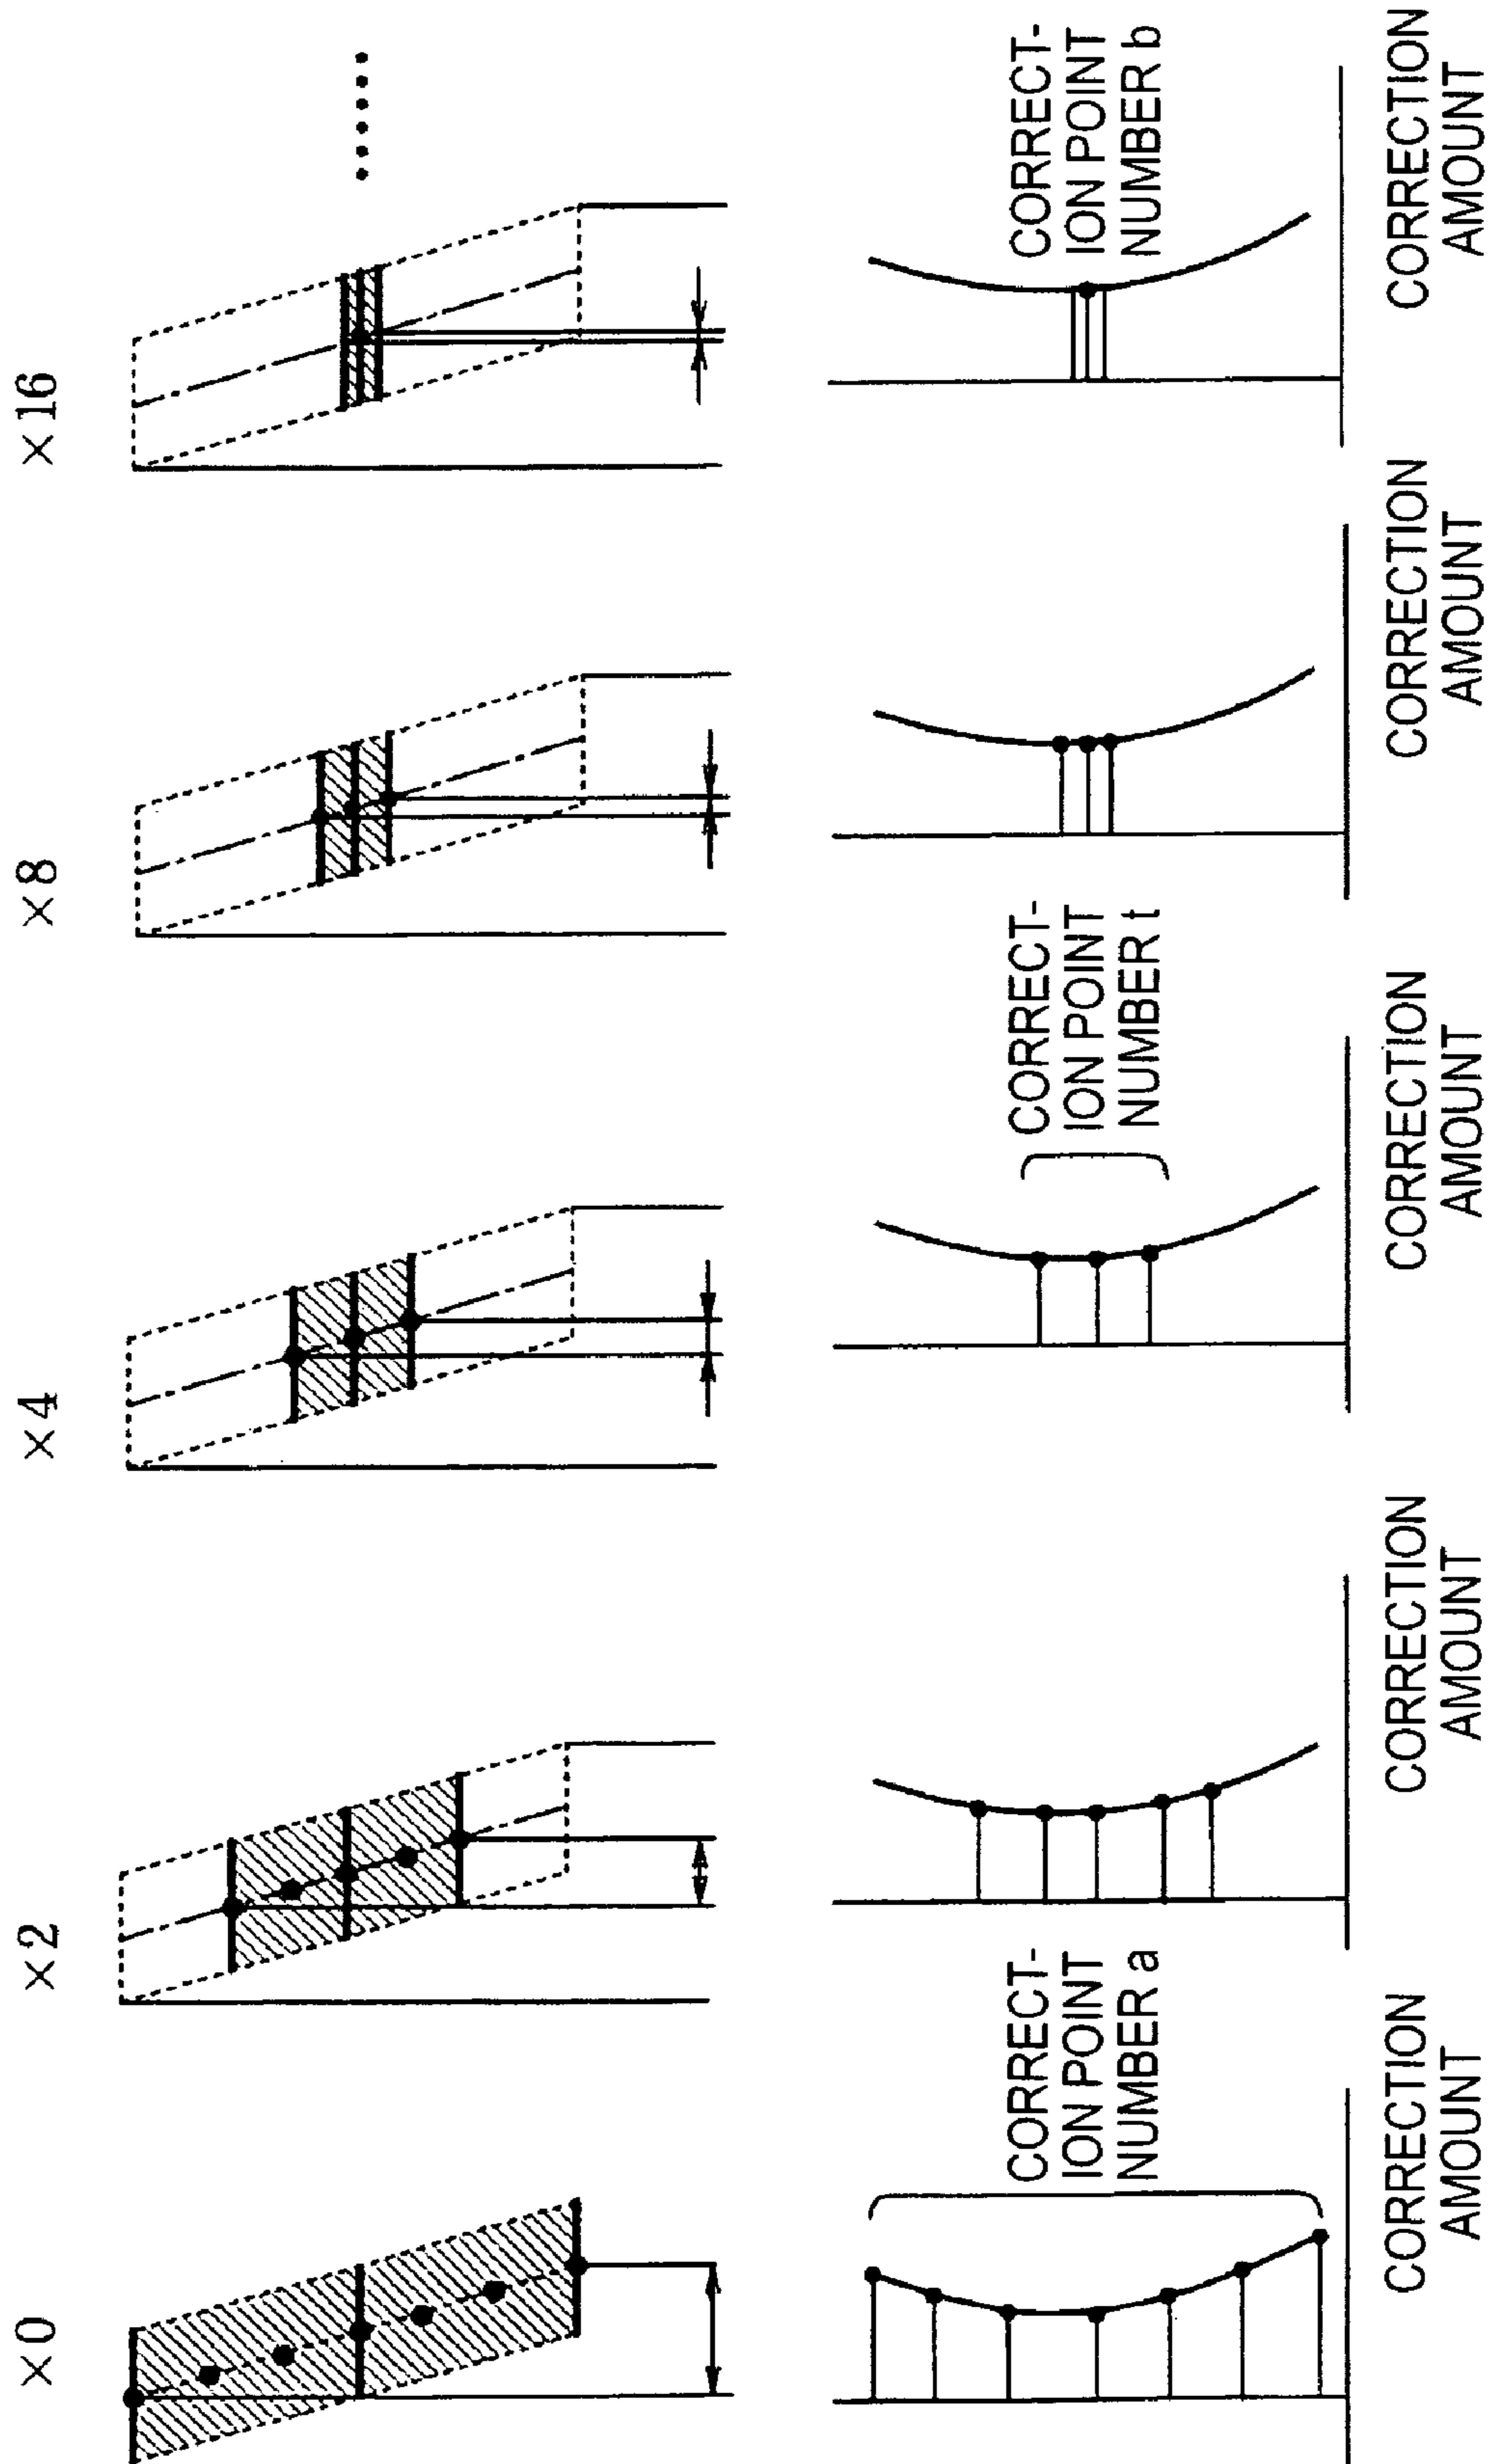 ×0
×2
×4
×8
×16
CORRECT-
ION POINT
NUMBER a
CORRECT-
ION POINT
NUMBER t
CORRECT-
ION POINT
NUMBER b
CORRECTION
AMOUNT
CORRECTION
AMOUNT
CORRECTION
AMOUNT
CORRECTION
AMOUNT
CORRECTION
AMOUNT